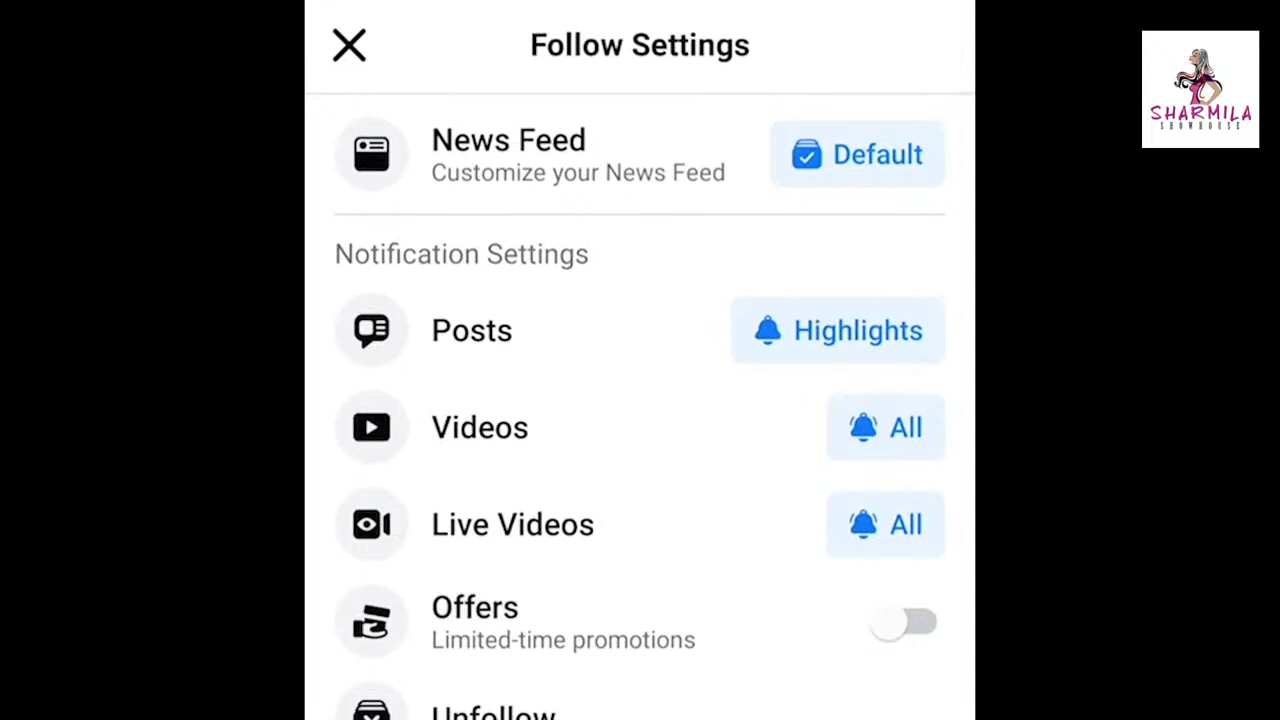 Follow Settings
SHARMILA
SHOWHOUSE
News Feed
Customize your News Feed
Default
Notification Settings
Posts
Highlights
Videos
All
Live Videos
All
Offers
Limited-time promotions
Unfollow